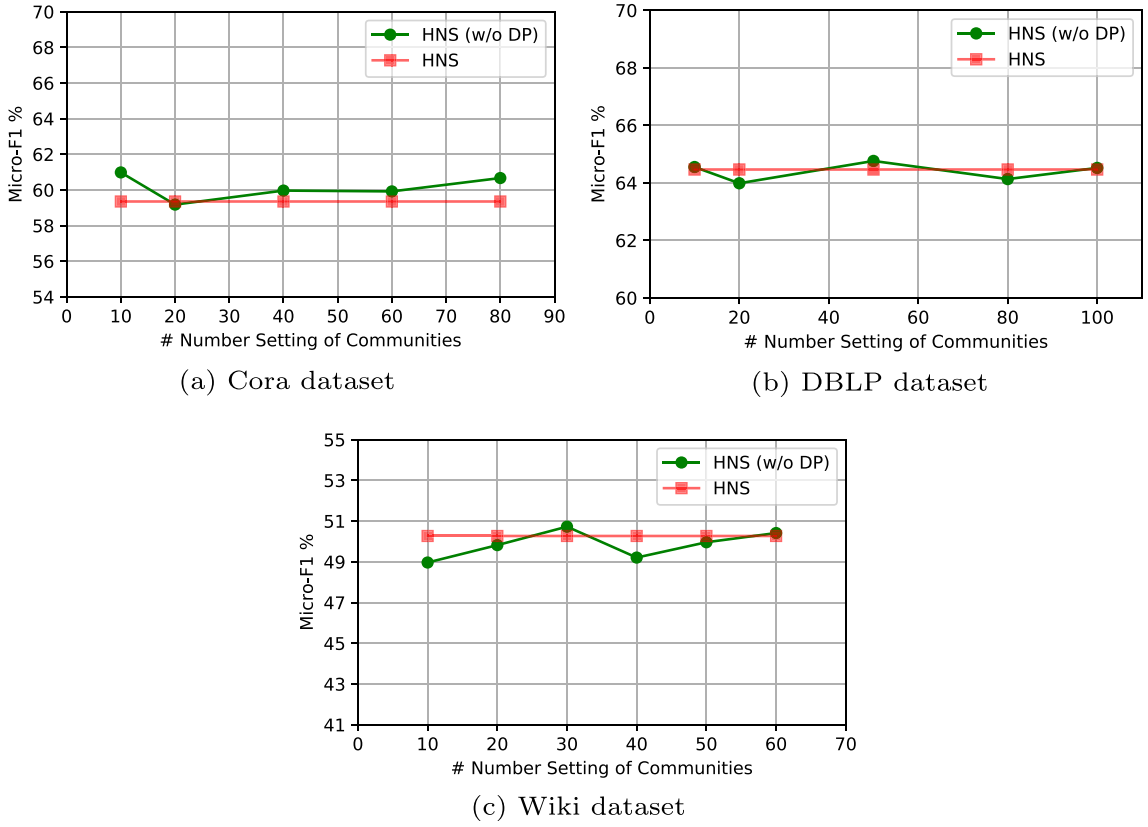 70
68
66
64
62
60
58
56
54
Micro-F1 %
HNS (w/o DP)
HNS
0 10 20 30 40 50 60 70 80 90
# Number Setting of Communities
(a) Cora dataset
70
68
66
64
62
60
Micro-F1 %
HNS (w/o DP)
HNS
0 20 40 60 80 100
# Number Setting of Communities
(b) DBLP dataset
55
53
51
49
47
45
43
41
Micro-F1 %
HNS (w/o DP)
HNS
0 10 20 30 40 50 60 70
# Number Setting of Communities
(c) Wiki dataset